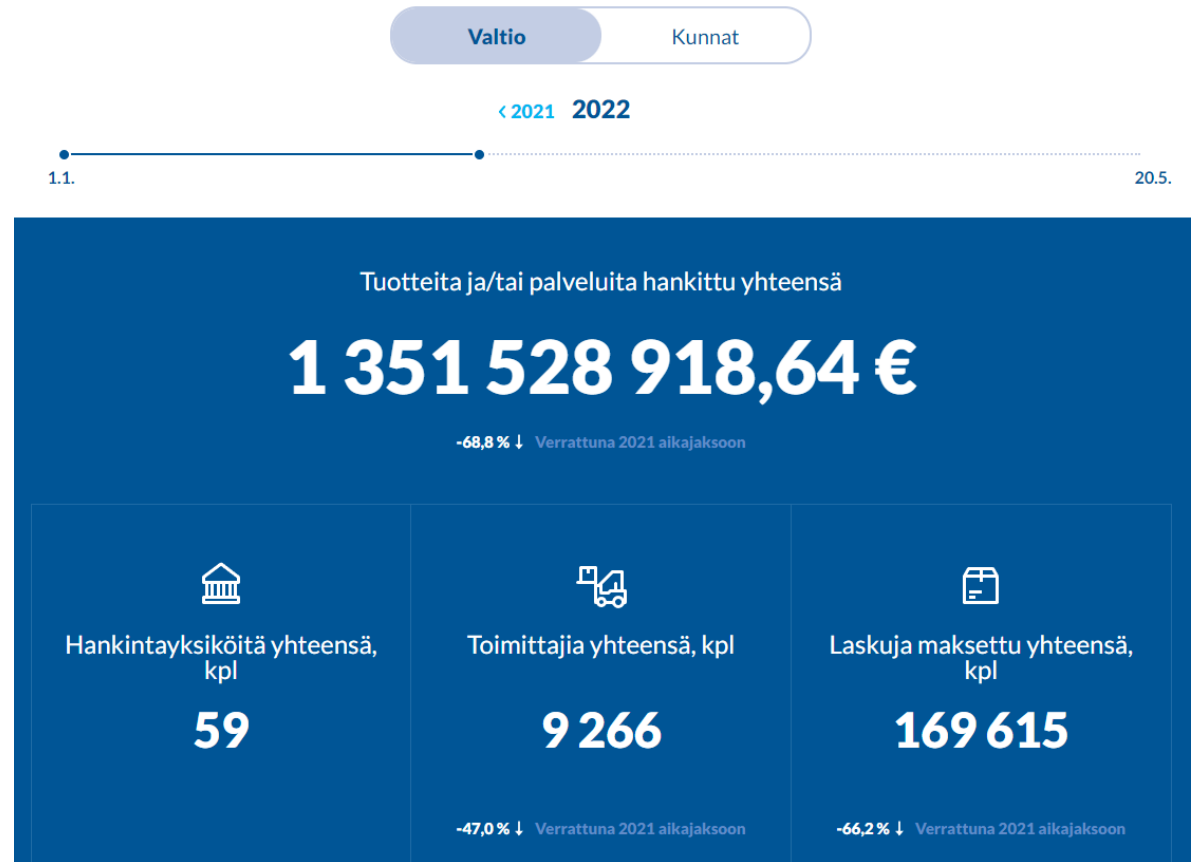 Valtio Kunnat
‹ 2021 2022
1.1. 20.5.
Tuotteita ja/tai palveluita hankittu yhteensä
1 351 528 918,64 €
-68,8 % ↓ Verrattuna 2021 aikajaksoon
Hankintayksiköitä yhteensä,
kpl
59
Toimittajia yhteensä, kpl
9 266
-47,0 % ↓ Verrattuna 2021 aikajaksoon
Laskuja maksettu yhteensä,
kpl
169 615
-66,2 % ↓ Verrattuna 2021 aikajaksoon